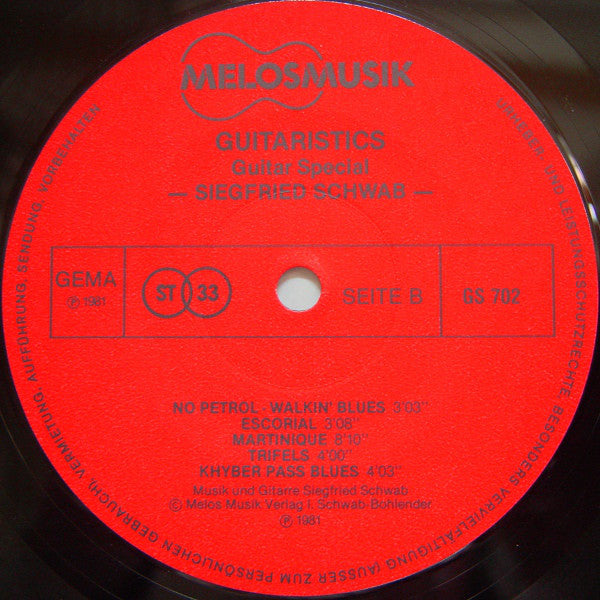 MELOSMUSIK
GUITARISTICS
Guitar Special
— SIEGFRIED SCHWAB —
GEMA
℗ 1981
ST 33
SEITE B
GS 702
NO PETROL - WALKIN' BLUES 3'03''
ESCORIAL 3'06''
MARTINIQUE 8'10''
TRIFELS 4'00''
KHYBER PASS BLUES 4'03''
Musik und Gitarre Siegfried Schwab
© Melos Musik Verlag I. Schwab-Bohlender
℗ 1981
URHEBER- UND LEISTUNGSSCHUTZRECHTE, BESONDERS VERVIELFÄLTIGUNG (AUSSER ZUM PERSÖNLICHEN GEBRAUCH), VERMIETUNG, AUFFÜHRUNG, SENDUNG, VORBEHALTEN